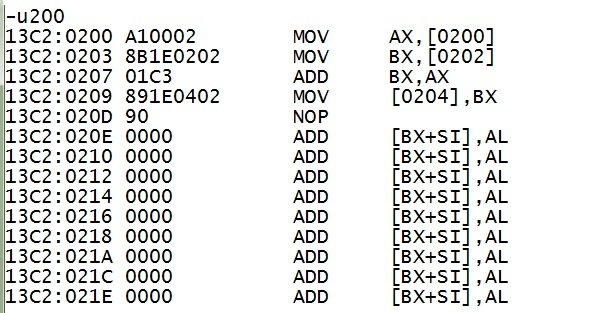 -u200
13C2:0200 A10002 MOV AX,[0200]
13C2:0203 8B1E0202 MOV BX,[0202]
13C2:0207 01C3 ADD BX,AX
13C2:0209 891E0402 MOV [0204],BX
13C2:020D 90 NOP
13C2:020E 0000 ADD [BX+SI],AL
13C2:0210 0000 ADD [BX+SI],AL
13C2:0212 0000 ADD [BX+SI],AL
13C2:0214 0000 ADD [BX+SI],AL
13C2:0216 0000 ADD [BX+SI],AL
13C2:0218 0000 ADD [BX+SI],AL
13C2:021A 0000 ADD [BX+SI],AL
13C2:021C 0000 ADD [BX+SI],AL
13C2:021E 0000 ADD [BX+SI],AL